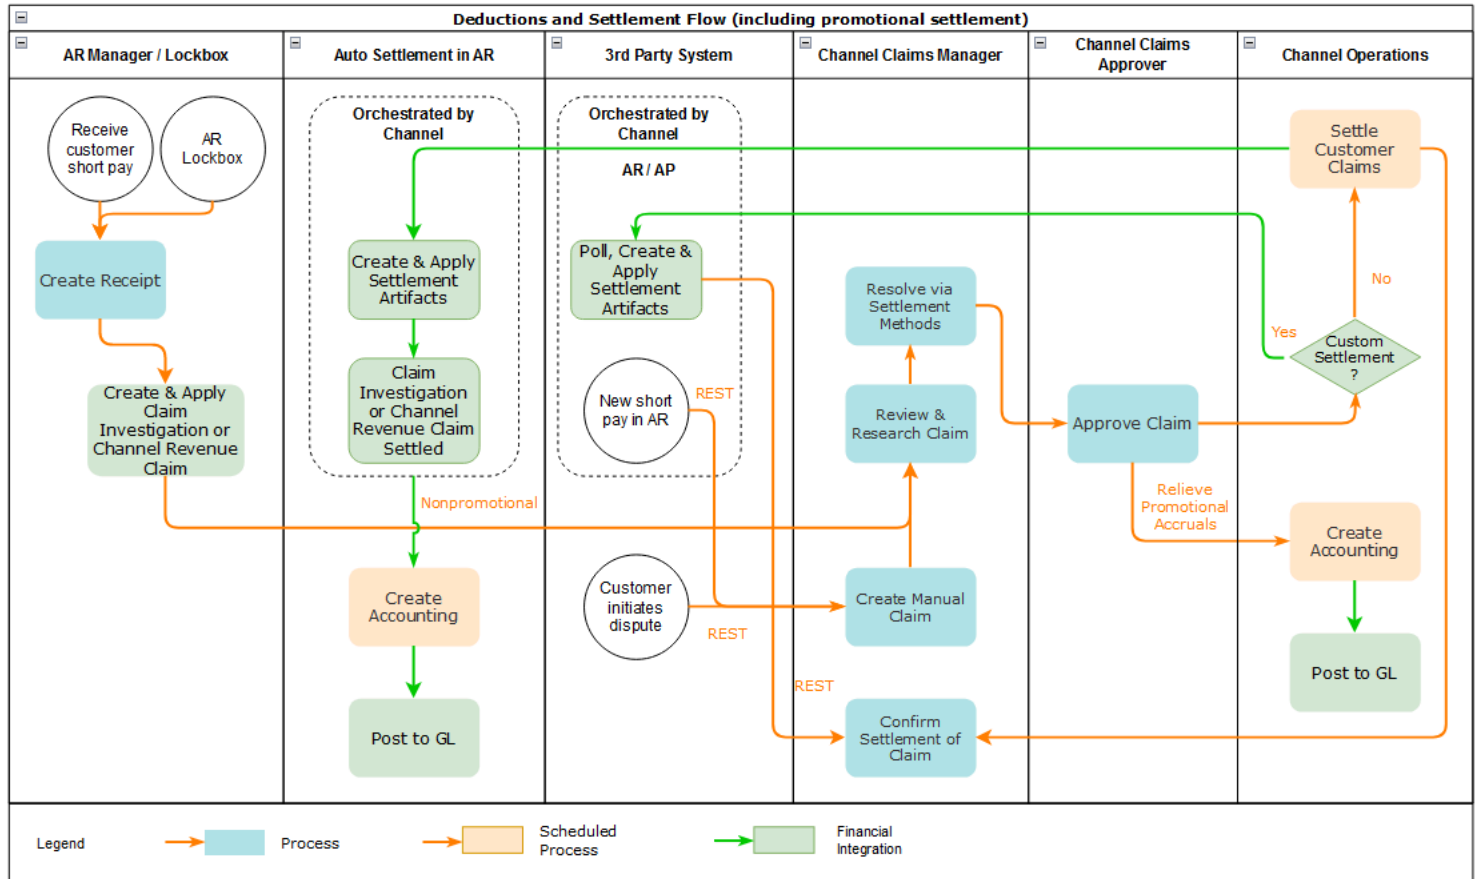 Deductions and Settlement Flow (including promotional settlement)
AR Manager / Lockbox
Auto Settlement in AR
3rd Party System
Channel Claims Manager
Channel Claims
Approver
Channel Operations
Receive
customer
short pay
AR
Lockbox
Create Receipt
Create & Apply
Claim
Investigation or
Channel Revenue
Claim
Orchestrated by
Channel
Create & Apply
Settlement
Artifacts
Claim
Investigation
or Channel
Revenue Claim
Settled
Nonpromotional
Create
Accounting
Post to GL
Orchestrated by
Channel
AR / AP
Poll, Create &
Apply
Settlement
Artifacts
New short
pay in AR
REST
Customer
initiates
dispute
REST
REST
Resolve via
Settlement
Methods
Review &
Research Claim
Create Manual
Claim
Confirm
Settlement of
Claim
Approve Claim
Relieve
Promotional
Accruals
Settle
Customer
Claims
No
Yes
Custom
Settlement
?
Create
Accounting
Post to GL
Legend
Process
Scheduled
Process
Financial
Integration